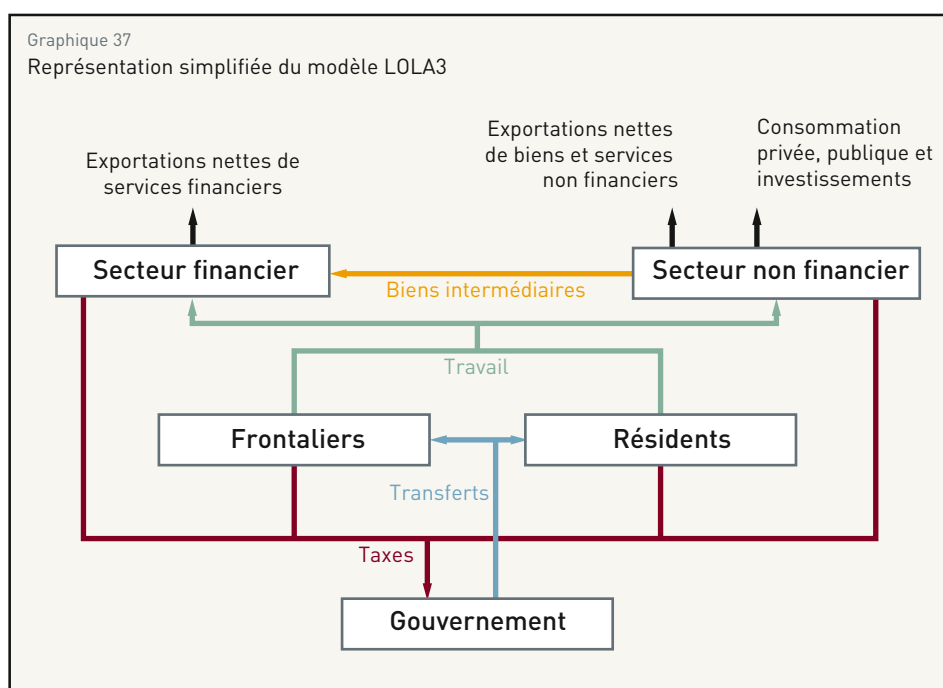 Graphique 37
Représentation simplifiée du modèle LOLA3
Exportations nettes de
services financiers
Exportations nettes
de biens et services
non financiers
Consommation
privée, publique et
investissements
Secteur financier
Secteur non financier
Biens intermédiaires
Travail
Frontaliers
Résidents
Transferts
Taxes
Gouvernement